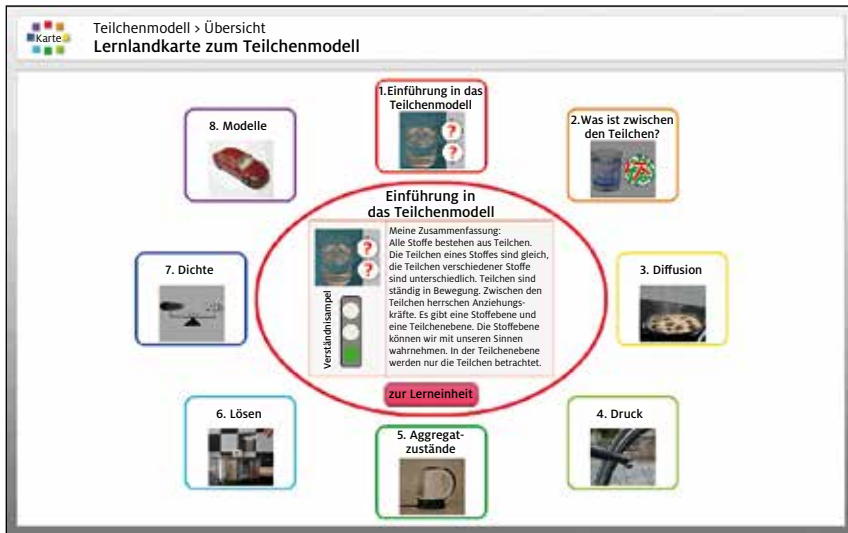 Karte
Teilchenmodell › Übersicht
Lernlandkarte zum Teilchenmodell
1.Einführung in das
Teilchenmodell
? 
?
2.Was ist zwischen
den Teilchen?
3. Diffusion
4. Druck
5. Aggregat-
zustände
6. Lösen
7. Dichte
8. Modelle
Einführung in
das Teilchenmodell
?
?
Verständnisampel
Meine Zusammenfassung:
Alle Stoffe bestehen aus Teilchen.
Die Teilchen eines Stoffes sind gleich,
die Teilchen verschiedener Stoffe
sind unterschiedlich. Teilchen sind
ständig in Bewegung. Zwischen den
Teilchen herrschen Anziehungs-
kräfte. Es gibt eine Stoffebene und
eine Teilchenebene. Die Stoffebene
können wir mit unseren Sinnen
wahrnehmen. In der Teilchenebene
werden nur die Teilchen betrachtet.
zur Lerneinheit